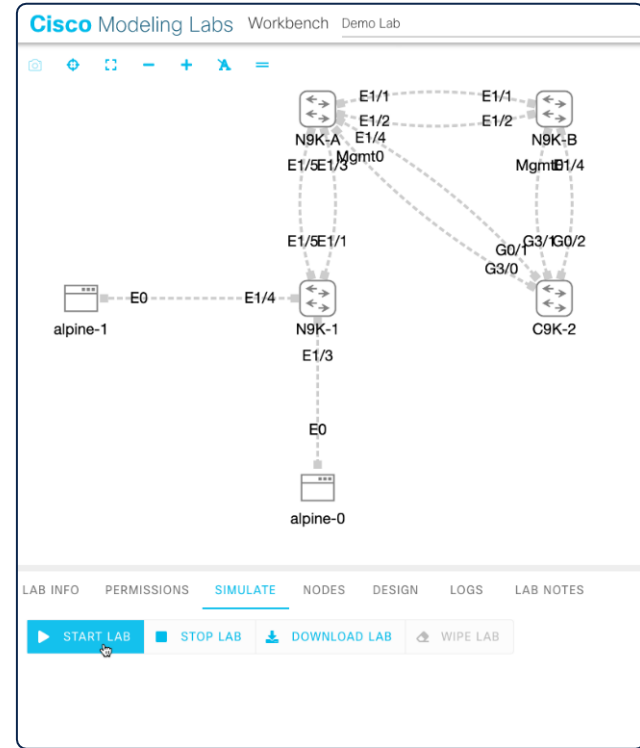 Cisco Modeling Labs Workbench Demo Lab
E1/1 E1/1
E1/2 E1/2
N9K-A E1/4 N9K-B
Mgmt0
E1/5 E1/3 Mgmt0 E1/4
E1/5 E1/1 G0/1 G3/1 G0/2
G3/0
E0 E1/4
alpine-1 N9K-1 C9K-2
E1/3
E0
alpine-0
LAB INFO PERMISSIONS SIMULATE NODES DESIGN LOGS LAB NOTES
START LAB STOP LAB DOWNLOAD LAB WIPE LAB